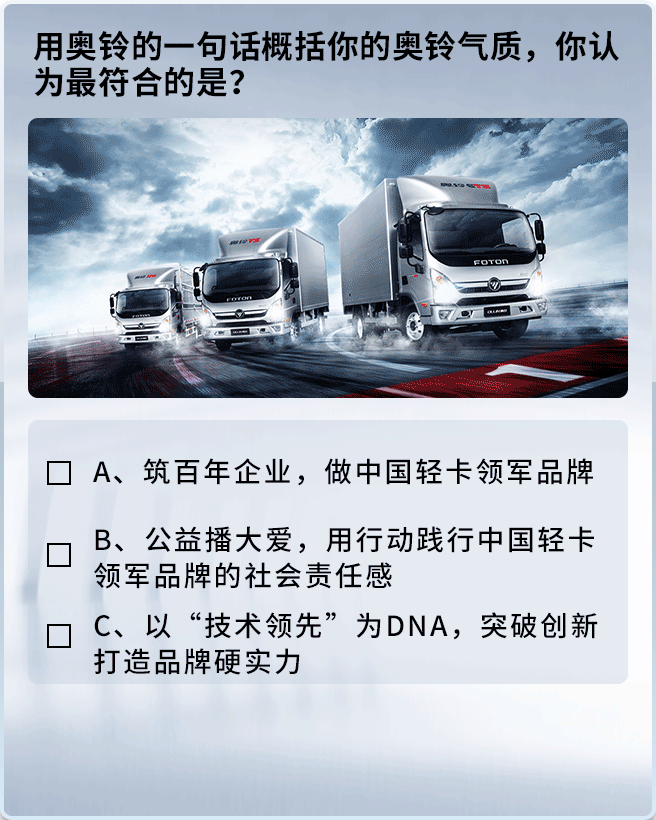 用奥铃的一句话概括你的奥铃气质，你认
为最符合的是？
FOTON
FOTON
FOTON
A、筑百年企业，做中国轻卡领军品牌
B、公益播大爱，用行动践行中国轻卡
领军品牌的社会责任感
C、以“技术领先”为DNA，突破创新
打造品牌硬实力